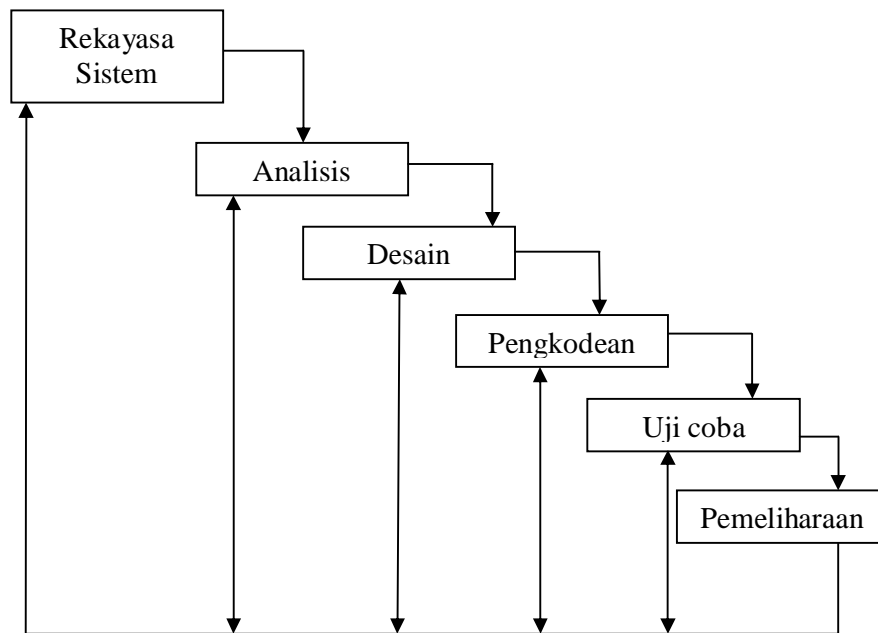 Rekayasa
Sistem
Analisis
Desain
Pengkodean
Uji coba
Pemeliharaan